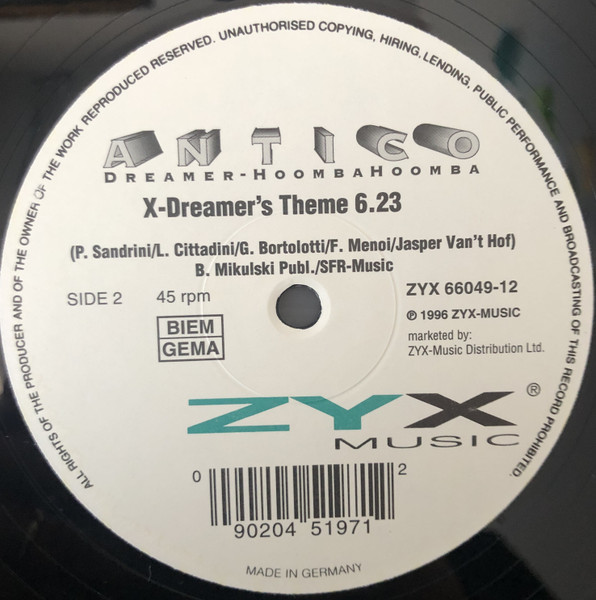 ALL RIGHTS OF THE PRODUCER AND OF THE OWNER OF THE WORK REPRODUCED RESERVED. UNAUTHORISED COPYING, HIRING, LENDING, PUBLIC PERFORMANCE AND BROADCASTING OF THIS RECORD PROHIBITED.
ANTICO
DREAMER-HOOMBAHOOMBA
X-Dreamer's Theme 6.23
(P. Sandrini/L. Cittadini/G. Bortolotti/F. Menoi/Jasper Van't Hof)
B. Mikulski Publ./SFR-Music
SIDE 2 45 rpm
ZYX 66049-12
BIEM
GEMA
℗ 1996 ZYX-MUSIC
marketed by:
ZYX-Music Distribution Ltd.
ZYX ®
MUSIC
0 90204 51971 2
MADE IN GERMANY